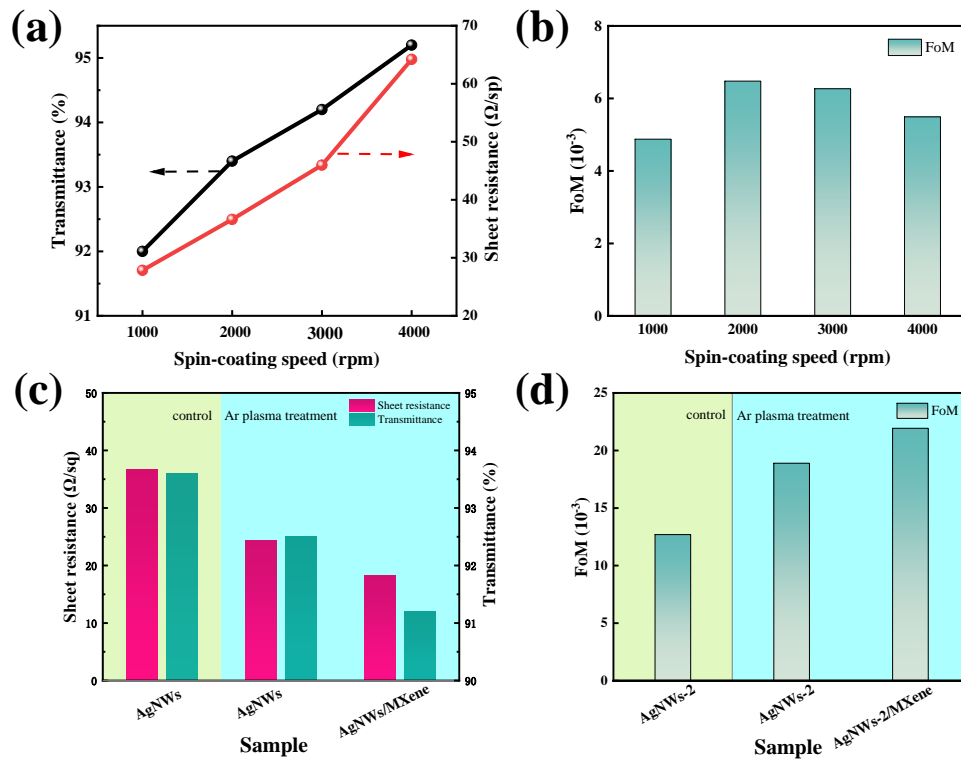 (a)
95
94
93
92
91
Transmittance (%)
70
60
50
40
30
20
Sheet resistance (Ω/sp)
1000
2000
3000
4000
Spin-coating speed (rpm)
(b)
8
6
4
2
0
FoM (10⁻³)
FoM
1000
2000
3000
4000
Spin-coating speed (rpm)
(c)
50
40
30
20
10
0
Sheet resistance (Ω/sq)
control
Ar plasma treatment
Sheet resistance
Transmittance
95
94
93
92
91
90
Transmittance (%)
AgNWs
AgNWs
AgNWs/MXene
Sample
(d)
25
20
15
10
5
0
FoM (10⁻³)
control
Ar plasma treatment
FoM
AgNWs-2
AgNWs-2
AgNWs-2/MXene
Sample